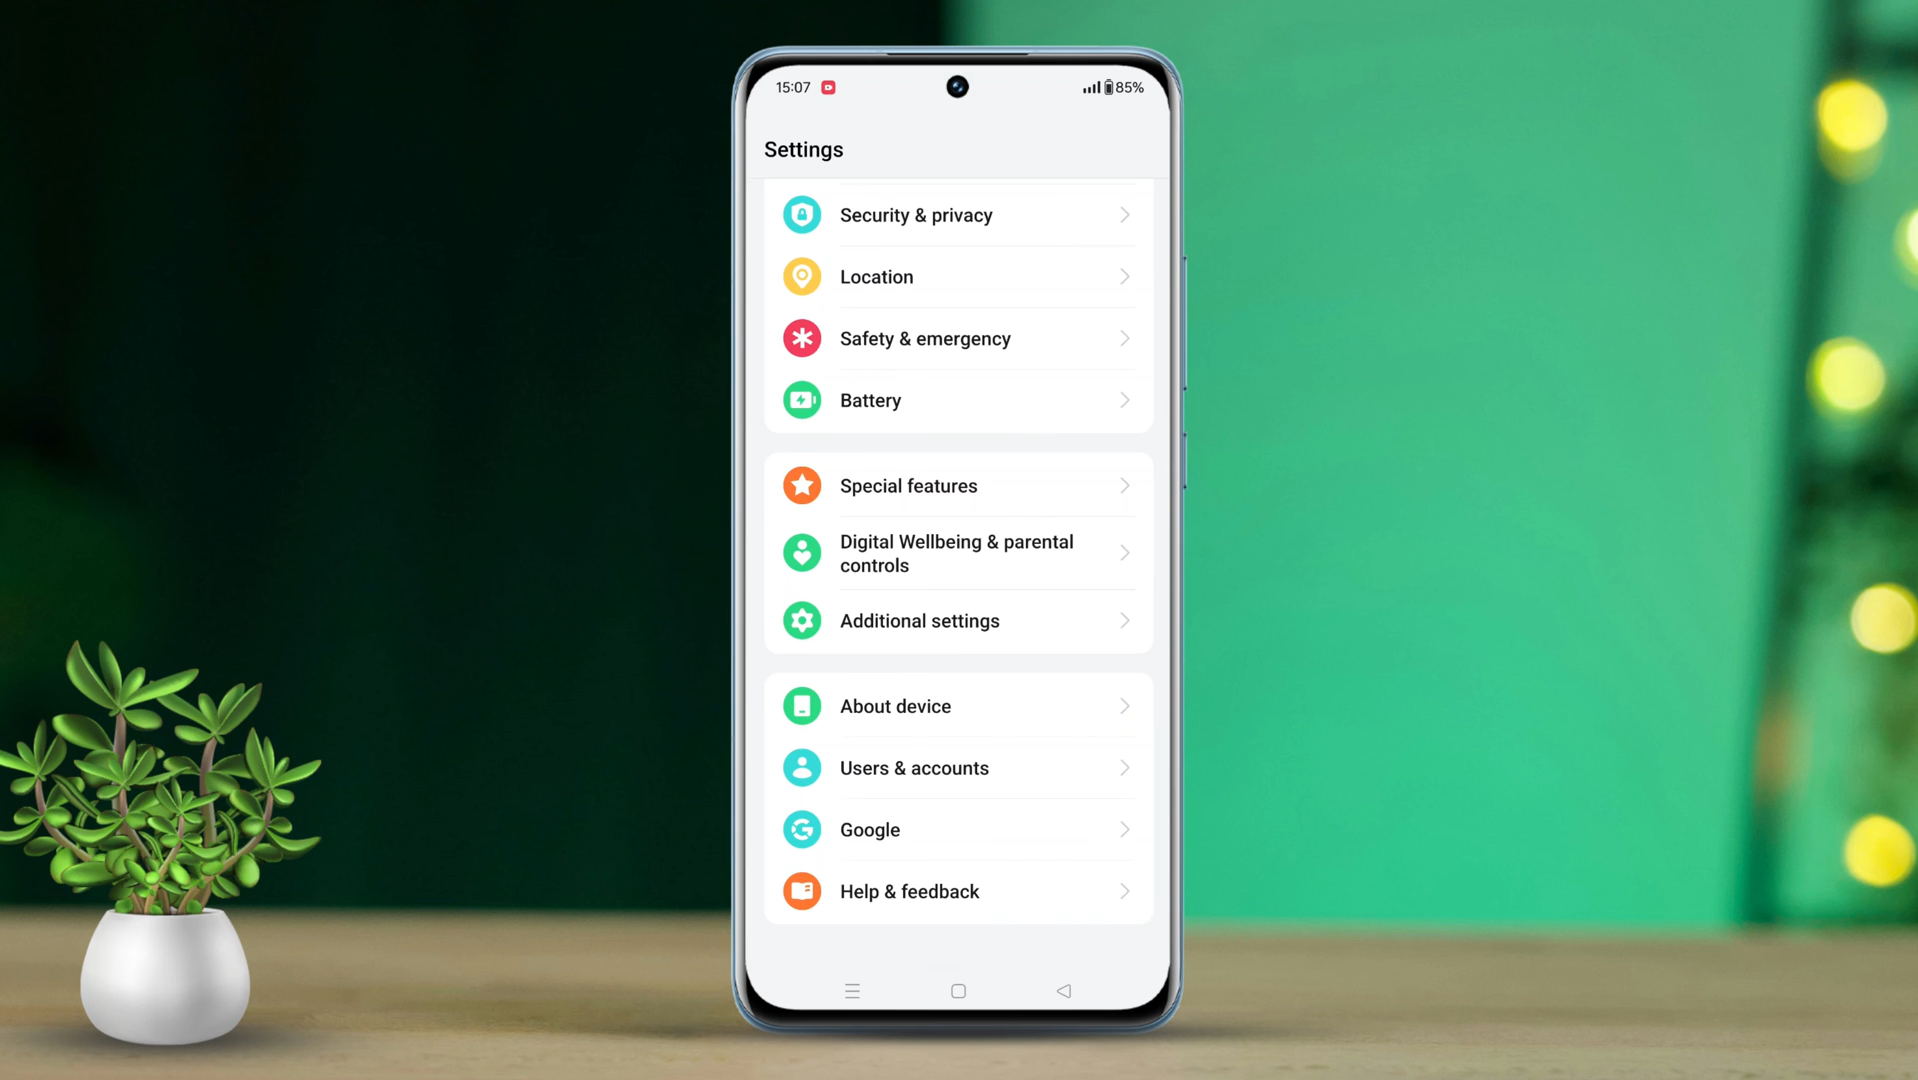 15:07 85%
Settings
Security & privacy
Location
Safety & emergency
Battery
Special features
Digital Wellbeing & parental
controls
Additional settings
About device
Users & accounts
Google
Help & feedback